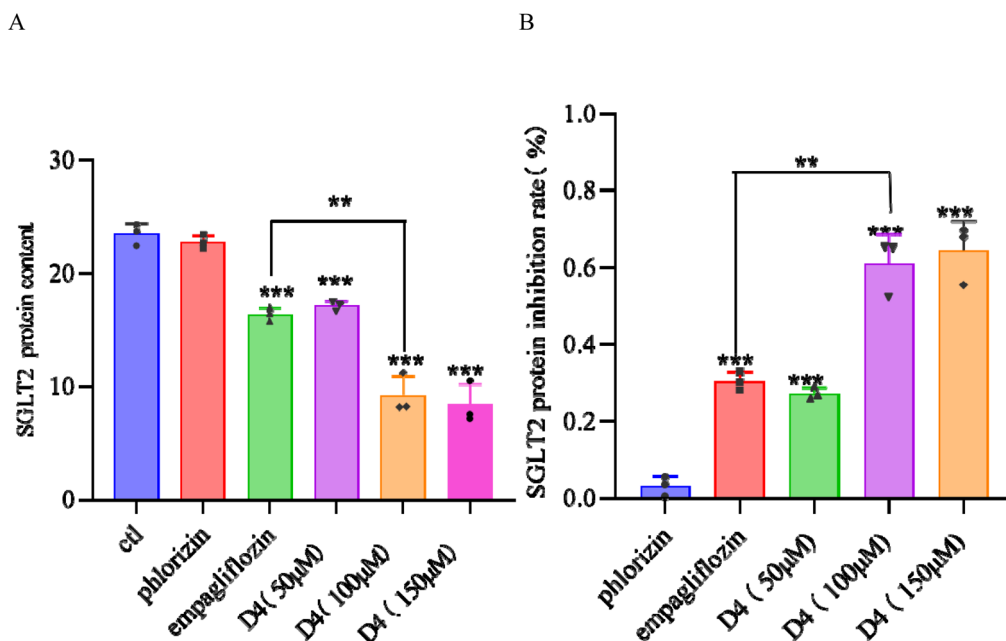 A
SGLT2 protein content
30
20
10
0
**
***
***
***
***
ctl
phlorizin
empagliflozin
D4( 50μM)
D4( 100μM)
D4 ( 150μM)
B
SGLT2 protein inhibition rate( %)
1.0
0.8
0.6
0.4
0.2
0.0
**
***
***
***
***
phlorizin
empagliflozin
D4 ( 50μM)
D4 ( 100μM)
D4 ( 150μM)